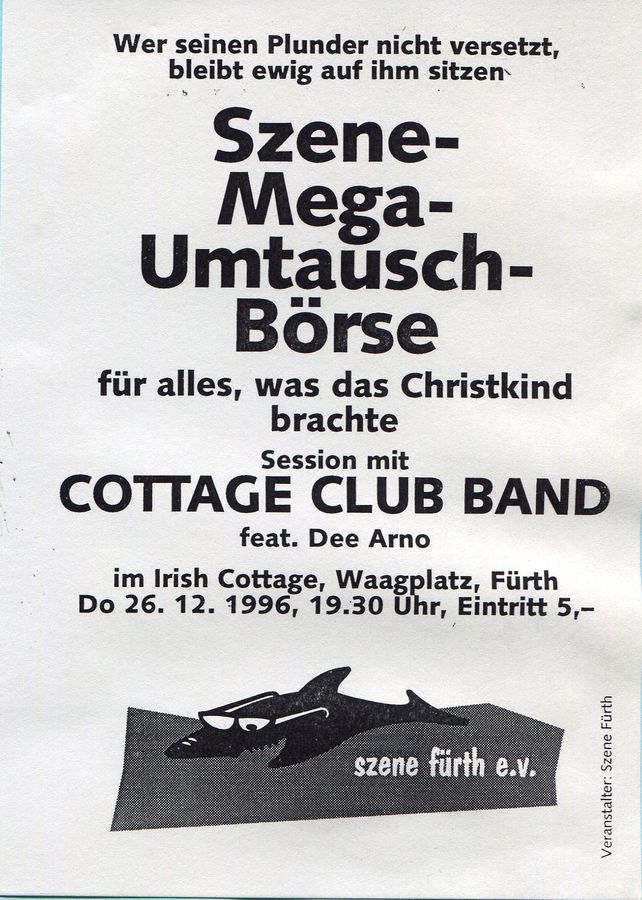 Wer seinen Plunder nicht versetzt,
bleibt ewig auf ihm sitzen
Szene-
Mega-
Umtausch-
Börse
für alles, was das Christkind
brachte
Session mit
COTTAGE CLUB BAND
feat. Dee Arno
im Irish Cottage, Waagplatz, Fürth
Do 26. 12. 1996, 19.30 Uhr, Eintritt 5,–
szene fürth e.v.
Veranstalter: Szene Fürth